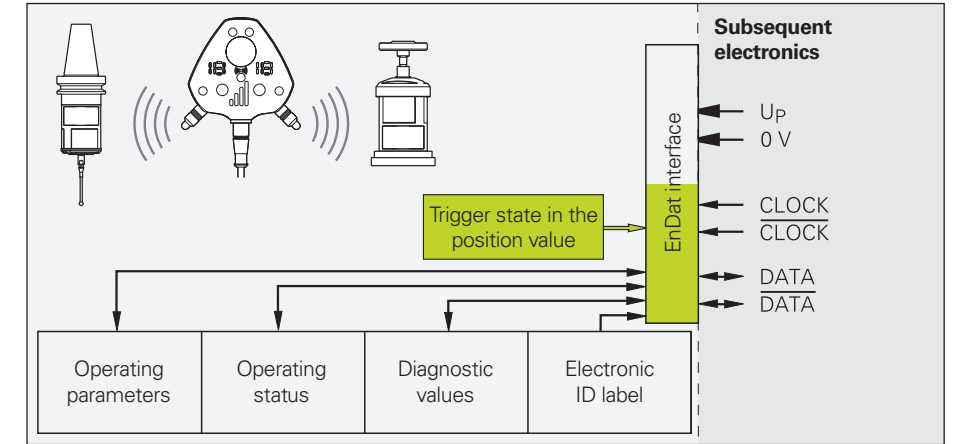 Subsequent
electronics
UP
0 V
EnDat interface
Trigger state in the
position value
CLOCK
CLOCK
DATA
DATA
Operating
parameters
Operating
status
Diagnostic
values
Electronic
ID label